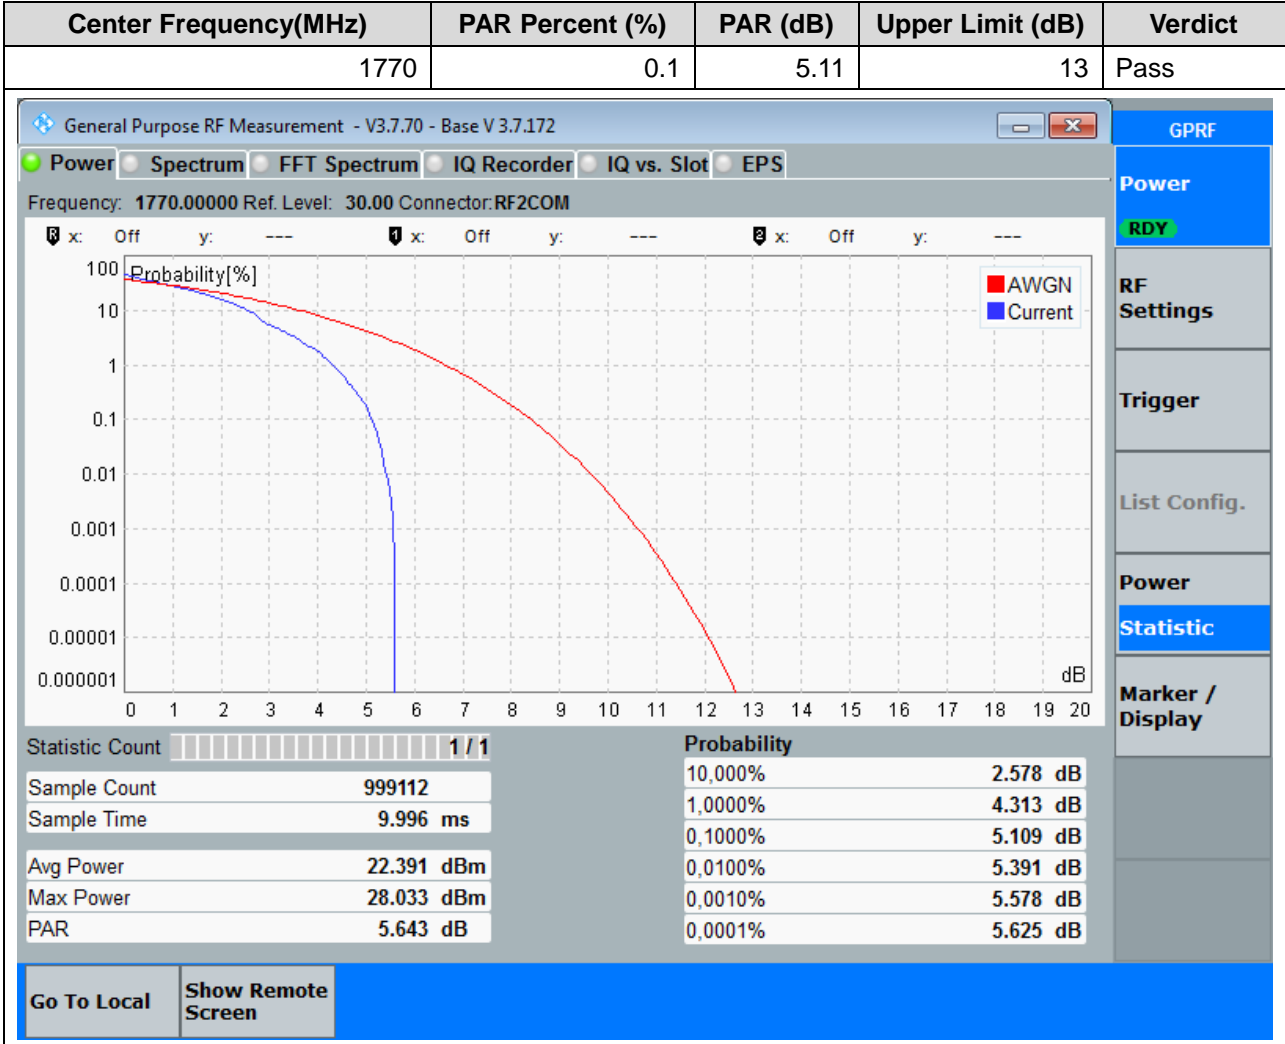 Center Frequency(MHz) PAR Percent (%) PAR (dB) Upper Limit (dB) Verdict
1770 0.1 5.11 13 Pass
General Purpose RF Measurement - V3.7.70 - Base V 3.7.172
GPRF
Power Spectrum FFT Spectrum IQ Recorder IQ vs. Slot EPS
Frequency: 1770.00000 Ref. Level: 30.00 Connector: RF2COM
R x: Off y: --- 1 x: Off y: --- 2 x: Off y: ---
Probability[%]
100
10
1
0.1
0.01
0.001
0.0001
0.00001
0.000001
AWGN
Current
dB
0 1 2 3 4 5 6 7 8 9 10 11 12 13 14 15 16 17 18 19 20
Statistic Count 1 / 1
Sample Count 999112
Sample Time 9.996 ms
Avg Power 22.391 dBm
Max Power 28.033 dBm
PAR 5.643 dB
Probability
10,000% 2.578 dB
1,0000% 4.313 dB
0,1000% 5.109 dB
0,0100% 5.391 dB
0,0010% 5.578 dB
0,0001% 5.625 dB
Power
RDY
RF
Settings
Trigger
List Config.
Power
Statistic
Marker /
Display
Go To Local
Show Remote
Screen